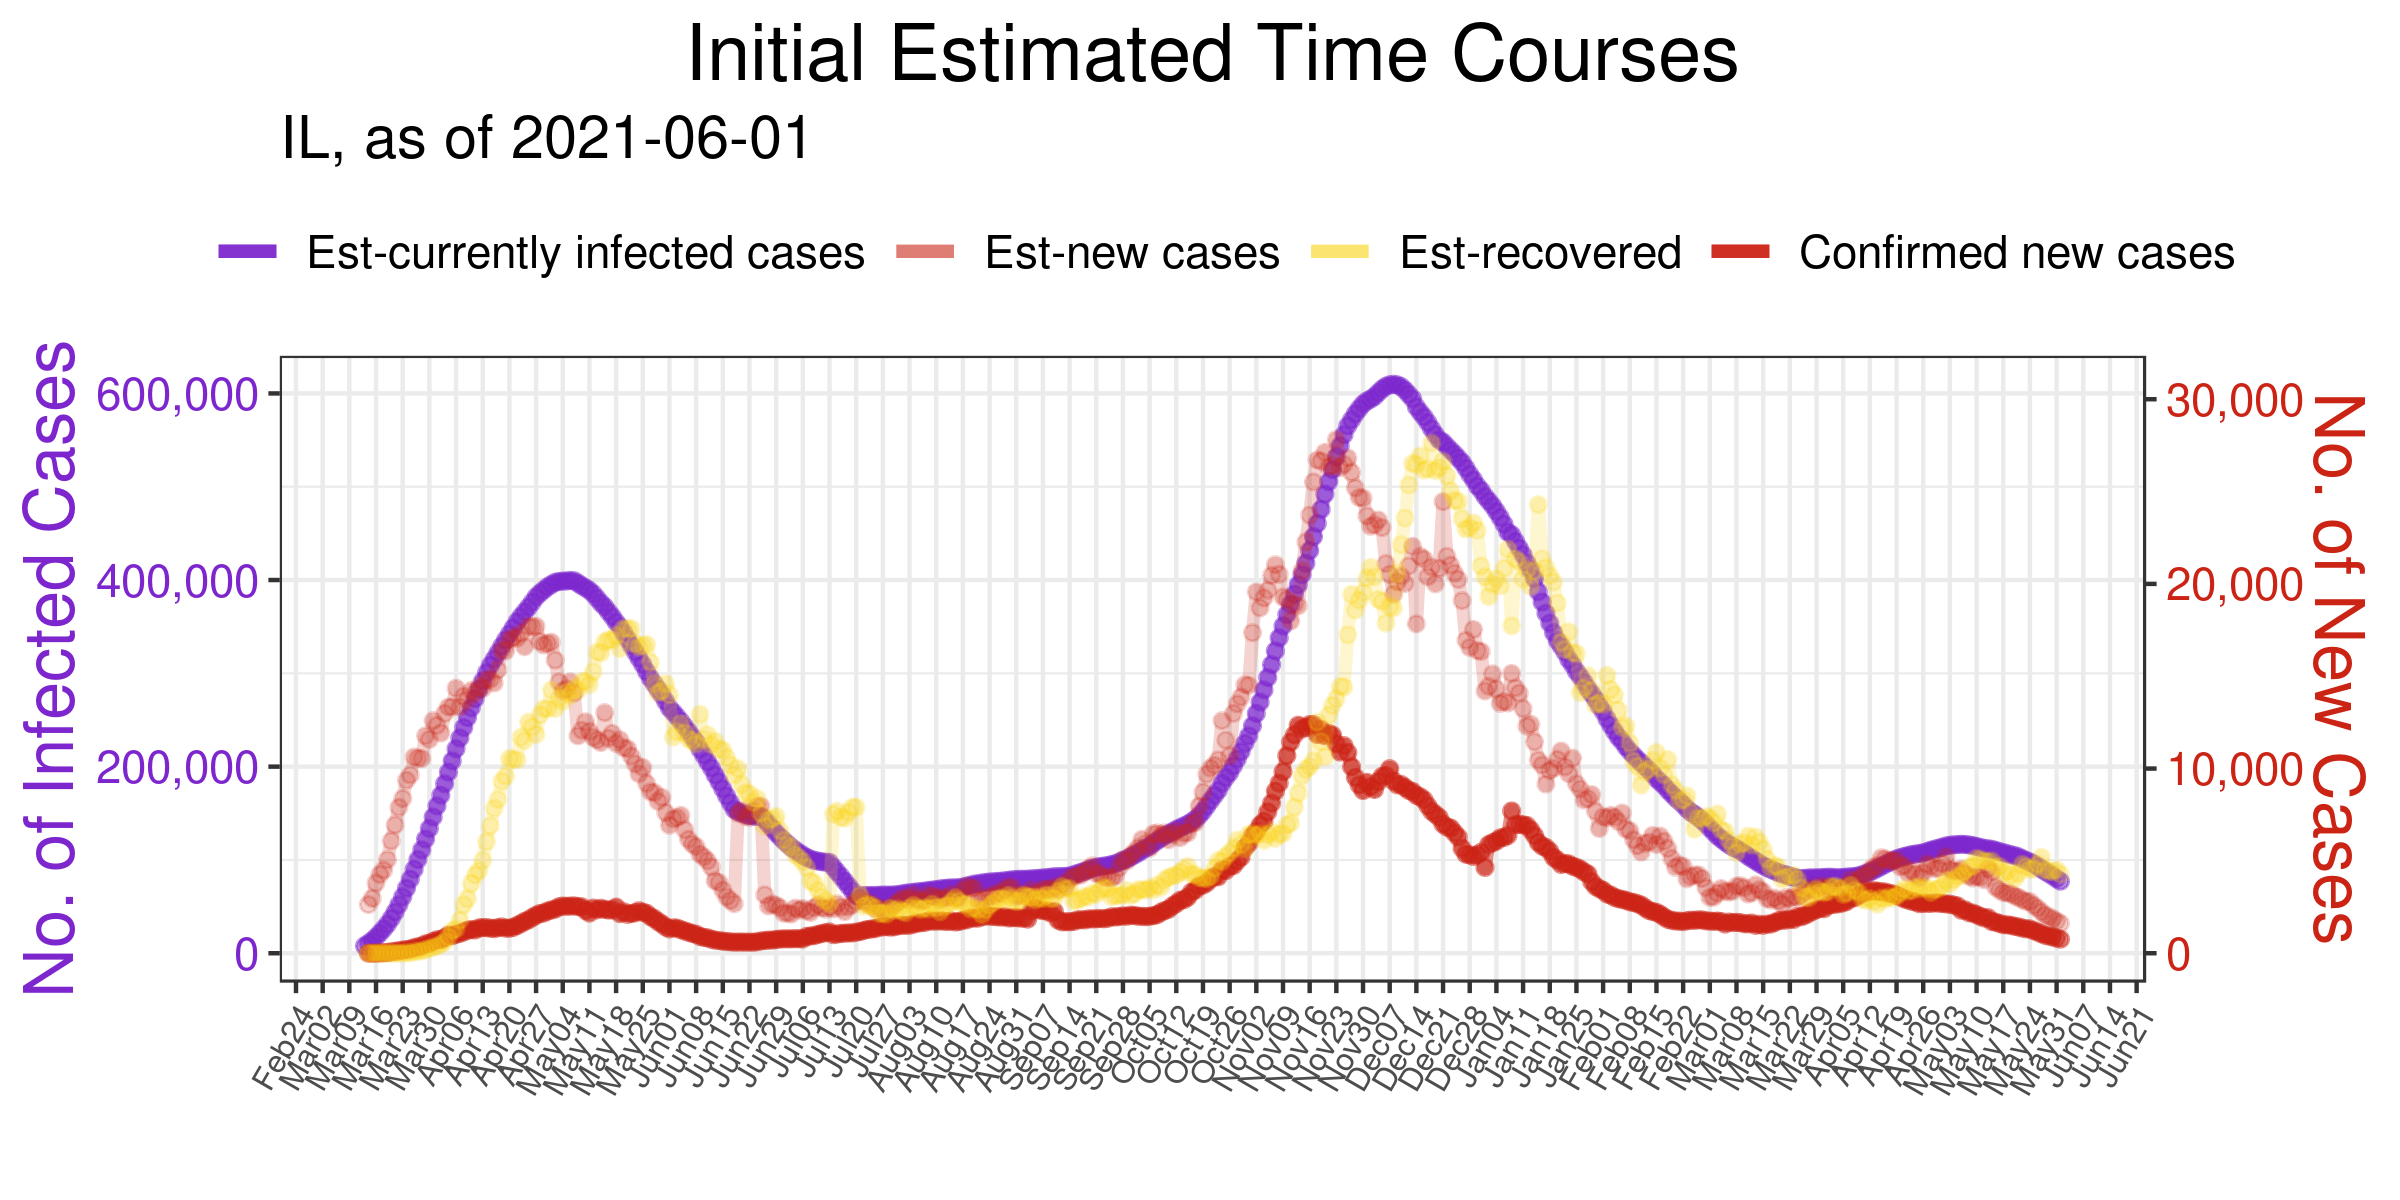 Initial Estimated Time Courses
IL, as of 2021-06-01
Est-currently infected cases Est-new cases Est-recovered Confirmed new cases
No. of Infected Cases
600,000
400,000
200,000
0
30,000
20,000
10,000
0
No. of New Cases
Feb24 Mar02 Mar09 Mar16 Mar23 Mar30 Apr06 Apr13 Apr20 Apr27 May04 May11 May18 May25 Jun01 Jun08 Jun15 Jun22 Jun29 Jul06 Jul13 Jul20 Jul27 Aug03 Aug10 Aug17 Aug24 Aug31 Sep07 Sep14 Sep21 Sep28 Oct05 Oct12 Oct19 Oct26 Nov02 Nov09 Nov16 Nov23 Nov30 Dec07 Dec14 Dec21 Dec28 Jan04 Jan11 Jan18 Jan25 Feb01 Feb08 Feb15 Feb22 Mar01 Mar08 Mar15 Mar22 Mar29 Apr05 Apr12 Apr19 Apr26 May03 May10 May17 May24 May31 Jun07 Jun14 Jun21